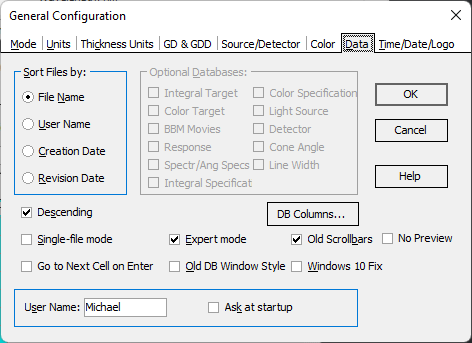 General Configuration
Mode Units Thickness Units GD & GDD Source/Detector Color Data Time/Date/Logo
Sort Files by:
File Name
User Name
Creation Date
Revision Date
Optional Databases:
Integral Target Color Specification
Color Target Light Source
BBM Movies Detector
Response Cone Angle
Spectr/Ang Specs Line Width
Integral Specificat
OK
Cancel
Help
Descending
DB Columns...
Single-file mode Expert mode Old Scrollbars No Preview
Go to Next Cell on Enter Old DB Window Style Windows 10 Fix
User Name: Michael Ask at startup